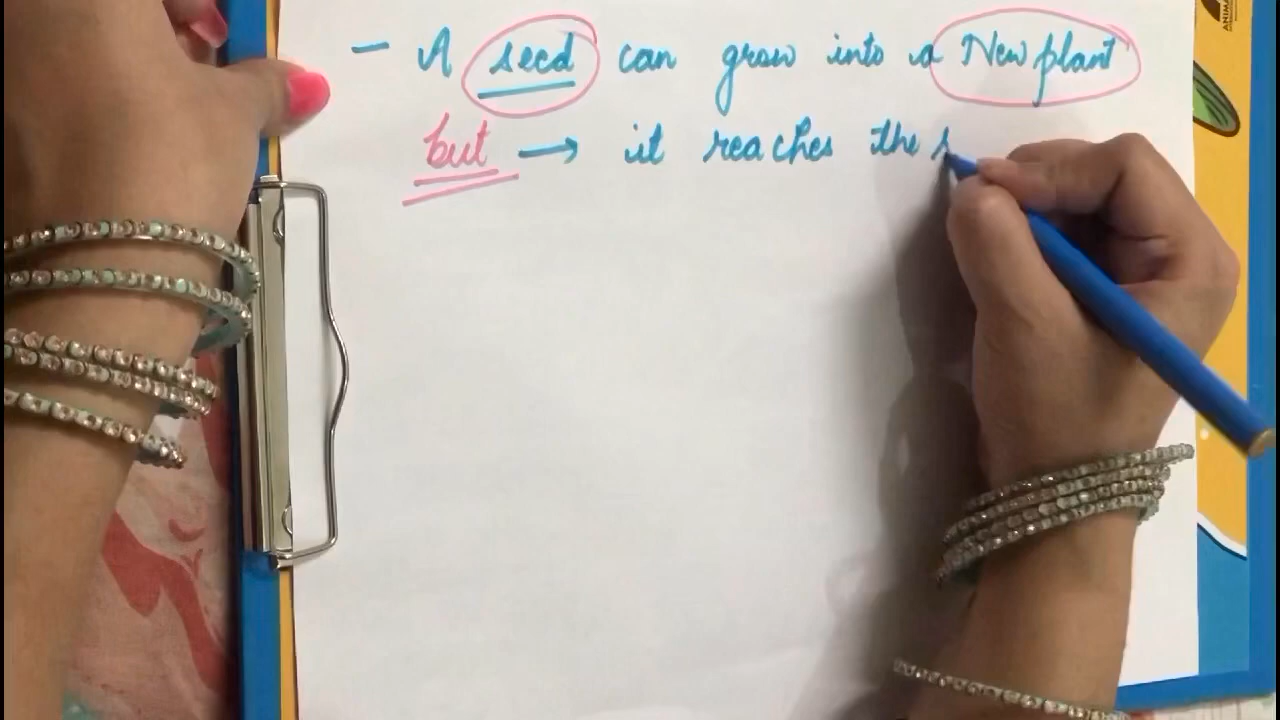 - A seed can grow into a New plant
but → it reaches the s